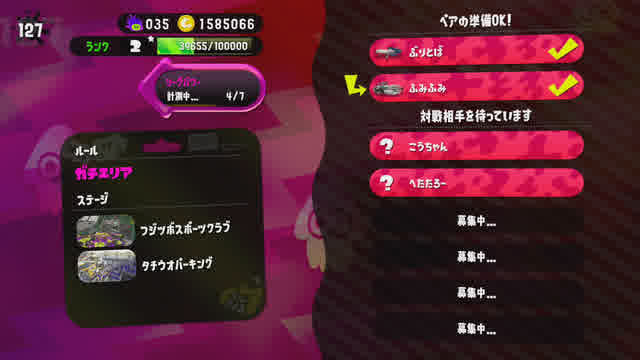 127
035
1585066
ランク
2
39655/100000
リーグパワー
計測中...
4/7
ルール
ガチエリア
ステージ
フジツボスポーツクラブ
タチウオパーキング
ペアの準備OK!
ぷりとぱ
ふみふみ
対戦相手を待っています
? こうちゃん
? へただろー
募集中...
募集中...
募集中...
募集中...